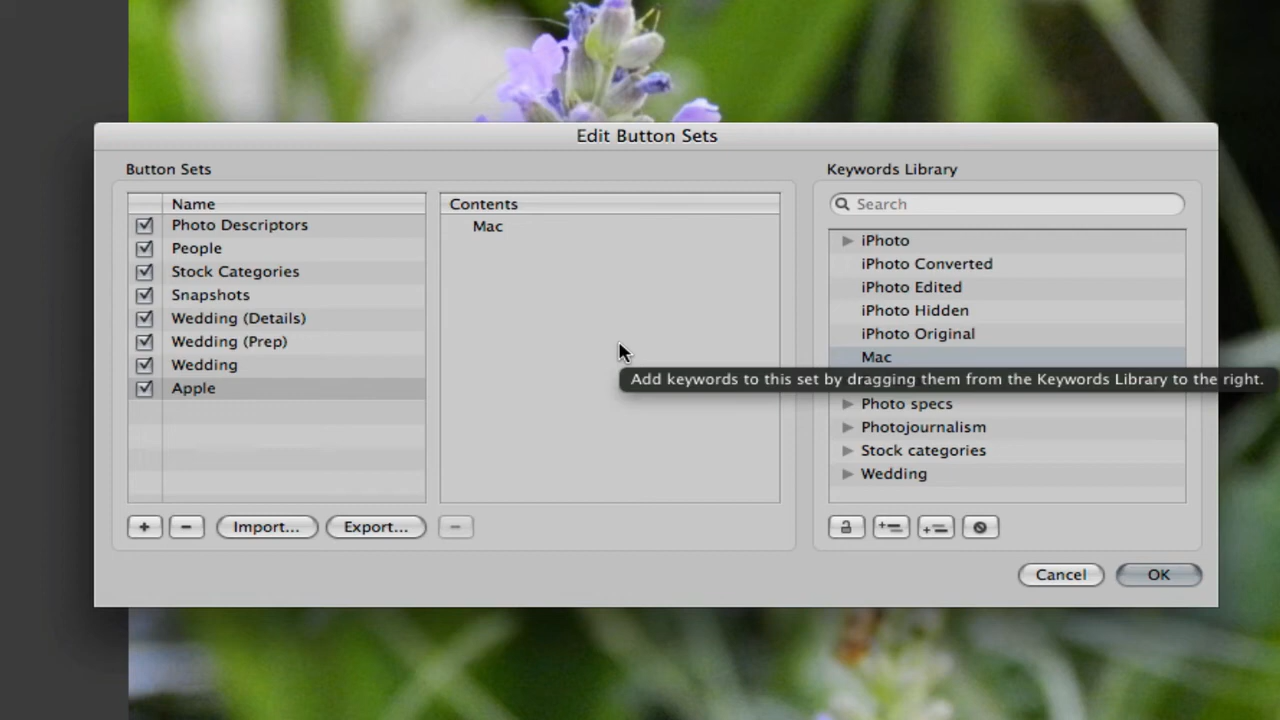 Edit Button Sets
Button Sets
Keywords Library
Name
Contents
Search
Photo Descriptors
People
Stock Categories
Snapshots
Wedding (Details)
Wedding (Prep)
Wedding
Apple
Mac
iPhoto
iPhoto Converted
iPhoto Edited
iPhoto Hidden
iPhoto Original
Mac
Add keywords to this set by dragging them from the Keywords Library to the right.
Photo specs
Photojournalism
Stock categories
Wedding
Import...
Export...
Cancel
OK